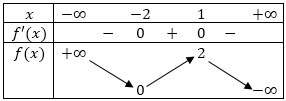 x −∞ −2 1 +∞
f′(x) − 0 + 0 −
f(x) +∞ 2
0 −∞